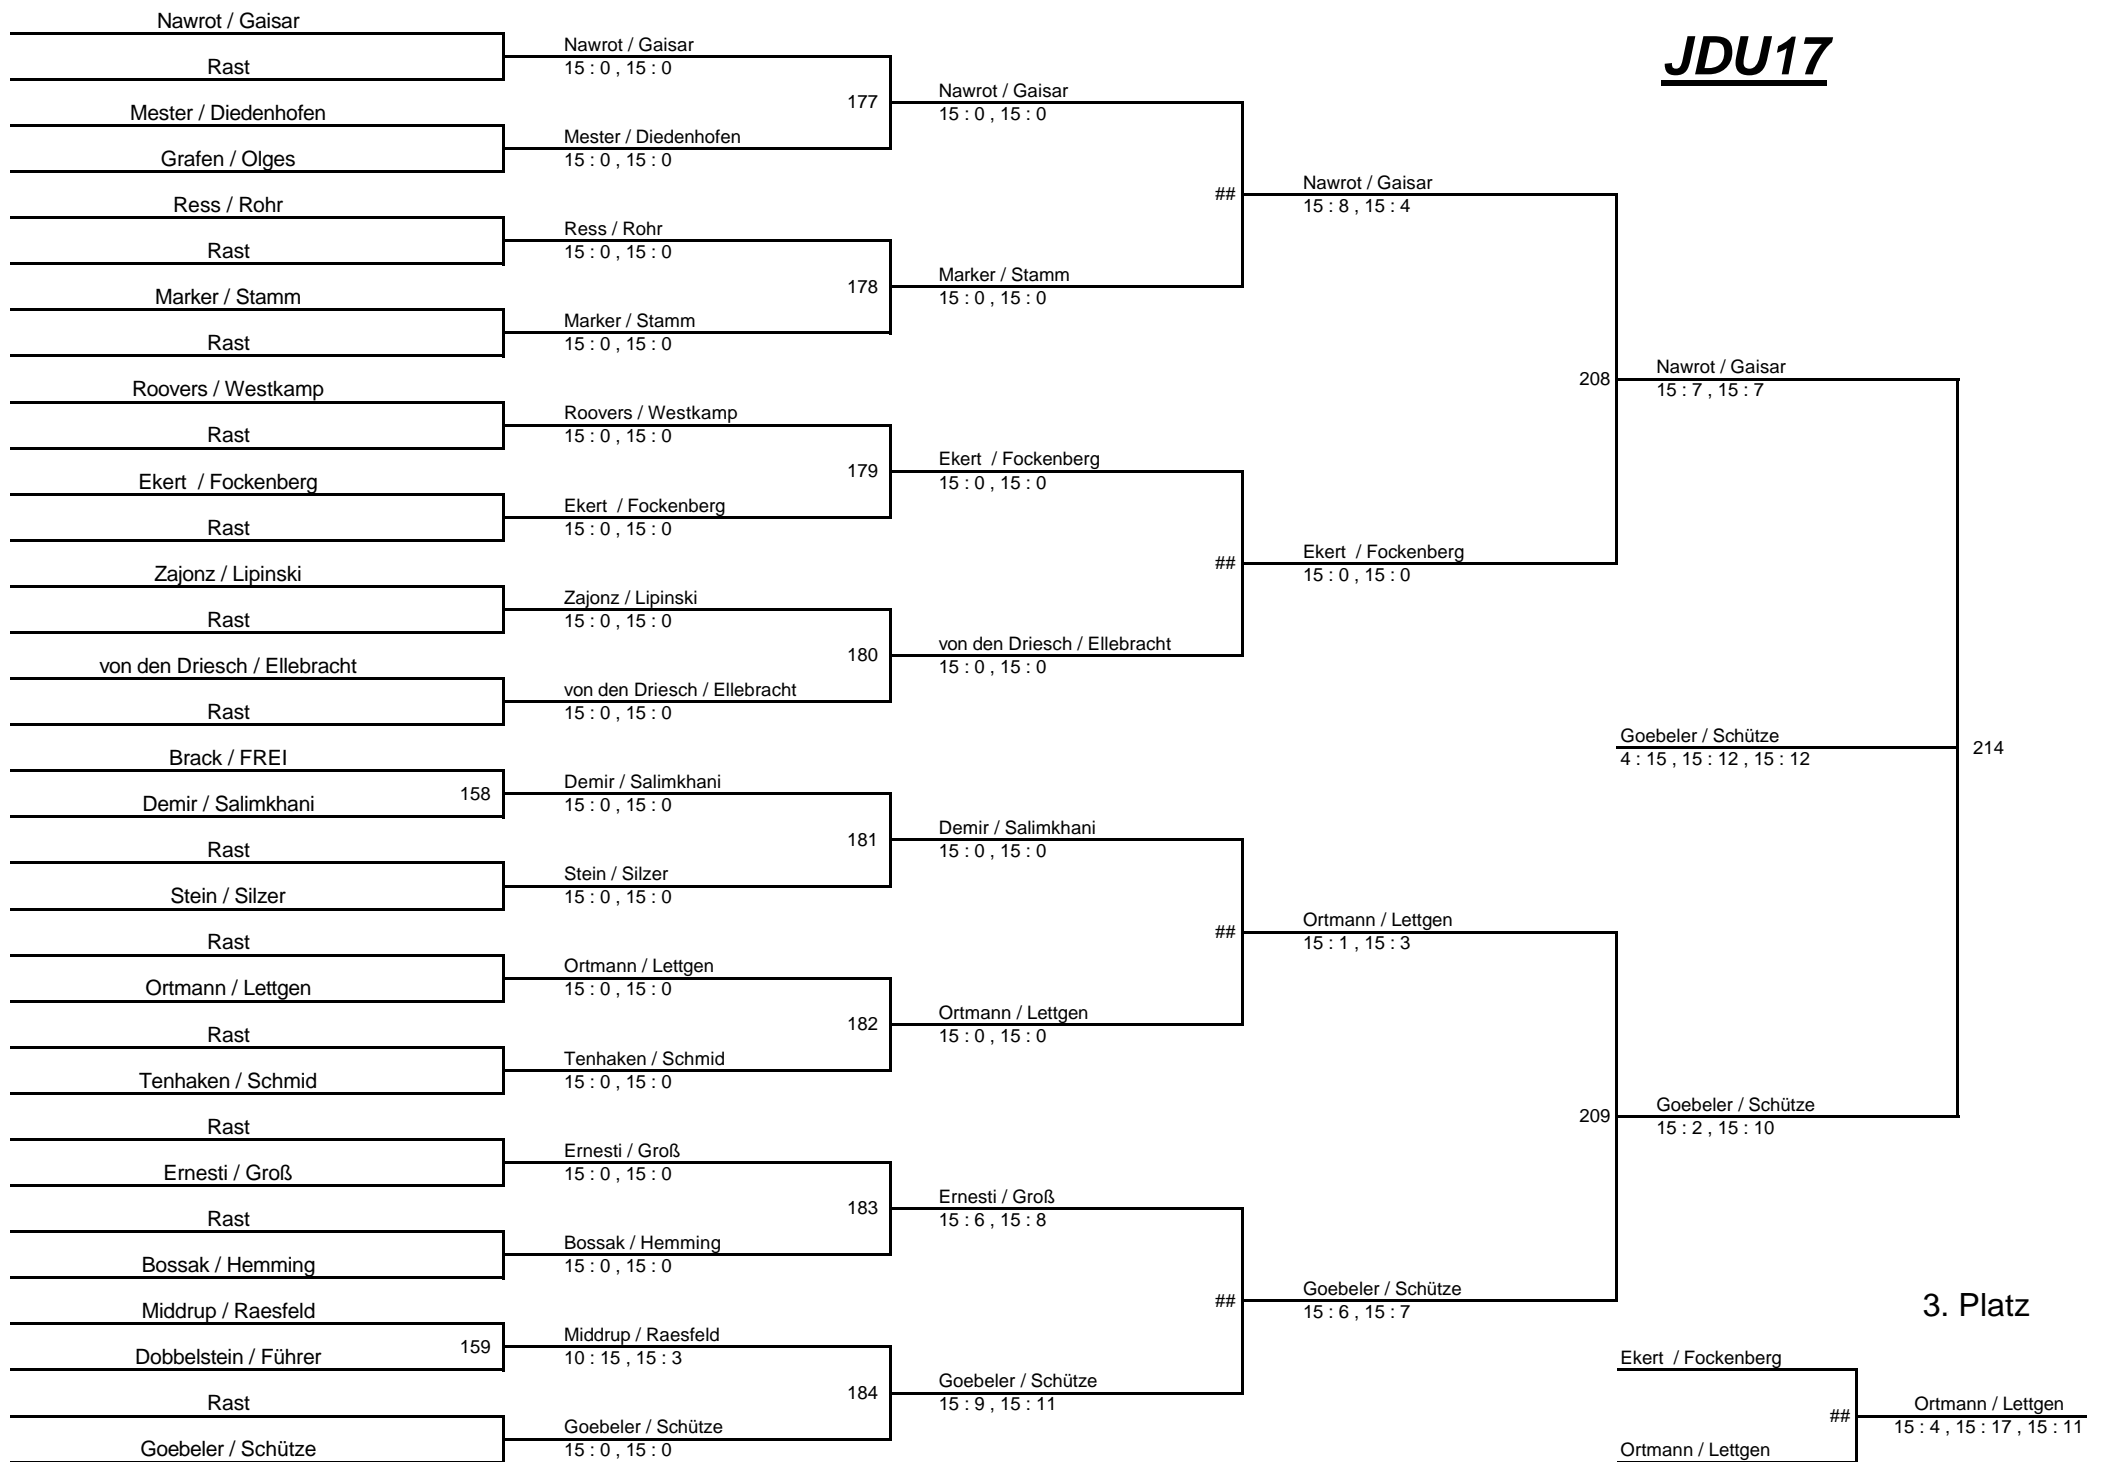 JDU17
Nawrot / Gaisar
Rast
Mester / Diedenhofen
Grafen / Olges
Ress / Rohr
Rast
Marker / Stamm
Rast
Roovers / Westkamp
Rast
Ekert / Fockenberg
Rast
Zajonz / Lipinski
Rast
von den Driesch / Ellebracht
Rast
Brack / FREI
158
Demir / Salimkhani
Rast
Stein / Silzer
Rast
Ortmann / Lettgen
Rast
Tenhaken / Schmid
Rast
Ernesti / Groß
Rast
Bossak / Hemming
Middrup / Raesfeld
159
Dobbelstein / Führer
Rast
Goebeler / Schütze
Nawrot / Gaisar
15 : 0 , 15 : 0
177
Mester / Diedenhofen
15 : 0 , 15 : 0
Ress / Rohr
15 : 0 , 15 : 0
178
Marker / Stamm
15 : 0 , 15 : 0
Roovers / Westkamp
15 : 0 , 15 : 0
179
Ekert / Fockenberg
15 : 0 , 15 : 0
Zajonz / Lipinski
15 : 0 , 15 : 0
180
von den Driesch / Ellebracht
15 : 0 , 15 : 0
Demir / Salimkhani
15 : 0 , 15 : 0
181
Stein / Silzer
15 : 0 , 15 : 0
Ortmann / Lettgen
15 : 0 , 15 : 0
182
Tenhaken / Schmid
15 : 0 , 15 : 0
Ernesti / Groß
15 : 0 , 15 : 0
183
Bossak / Hemming
15 : 0 , 15 : 0
Middrup / Raesfeld
10 : 15 , 15 : 3
184
Goebeler / Schütze
15 : 0 , 15 : 0
Nawrot / Gaisar
15 : 0 , 15 : 0
##
Marker / Stamm
15 : 0 , 15 : 0
Ekert / Fockenberg
15 : 0 , 15 : 0
##
von den Driesch / Ellebracht
15 : 0 , 15 : 0
Demir / Salimkhani
15 : 0 , 15 : 0
##
Ortmann / Lettgen
15 : 0 , 15 : 0
Ernesti / Groß
15 : 6 , 15 : 8
##
Goebeler / Schütze
15 : 9 , 15 : 11
Nawrot / Gaisar
15 : 8 , 15 : 4
208
Ekert / Fockenberg
15 : 0 , 15 : 0
Ortmann / Lettgen
15 : 1 , 15 : 3
209
Goebeler / Schütze
15 : 6 , 15 : 7
Nawrot / Gaisar
15 : 7 , 15 : 7
Goebeler / Schütze
4 : 15 , 15 : 12 , 15 : 12
214
Goebeler / Schütze
15 : 2 , 15 : 10
3. Platz
Ekert / Fockenberg
##
Ortmann / Lettgen
15 : 4 , 15 : 17 , 15 : 11
Ortmann / Lettgen